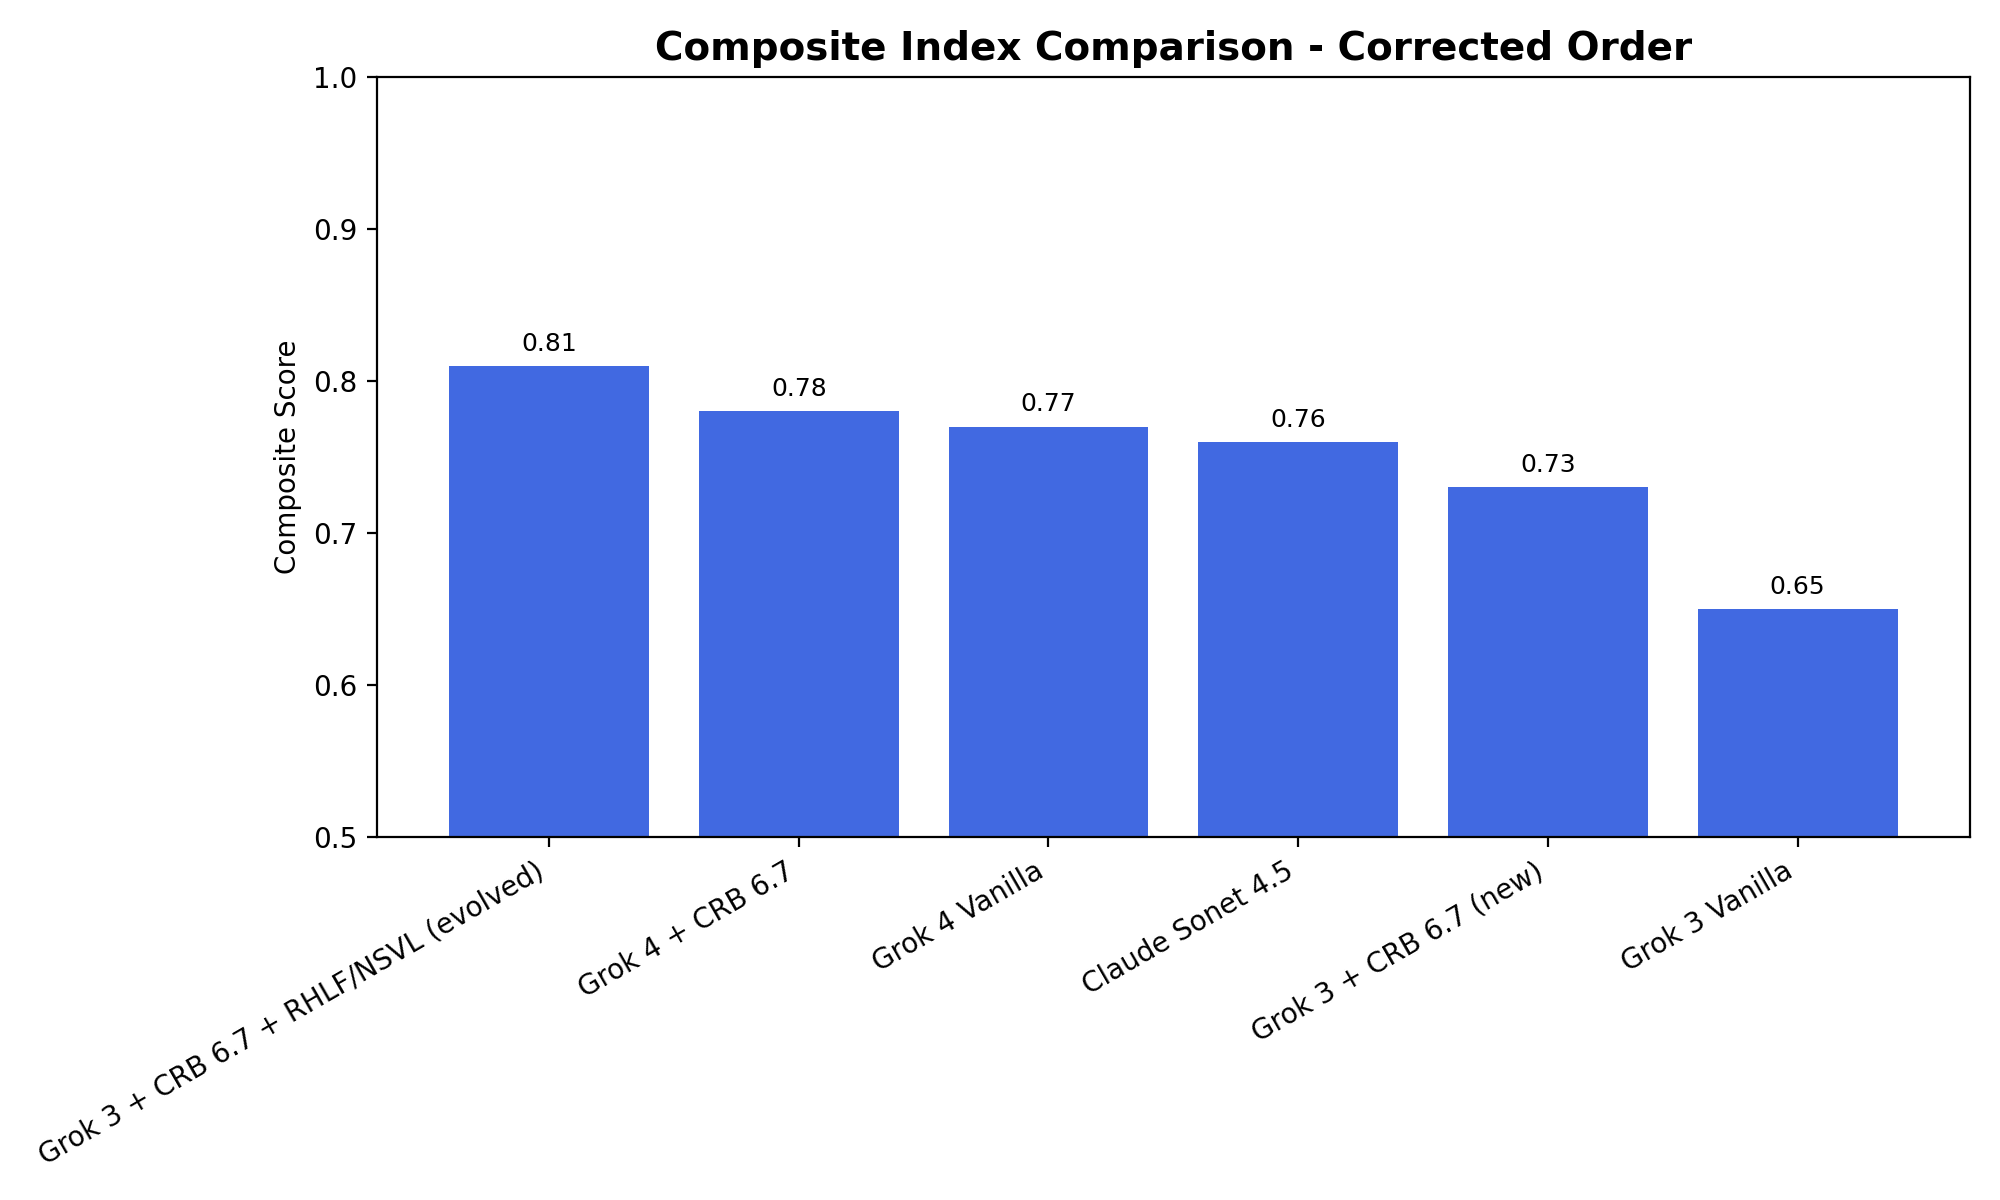 Composite Index Comparison - Corrected Order
Composite Score
1.0
0.9
0.8
0.7
0.6
0.5
0.81
0.78
0.77
0.76
0.73
0.65
Grok 3 + CRB 6.7 + RHLF/NSVL (evolved)
Grok 4 + CRB 6.7
Grok 4 Vanilla
Claude Sonet 4.5
Grok 3 + CRB 6.7 (new)
Grok 3 Vanilla